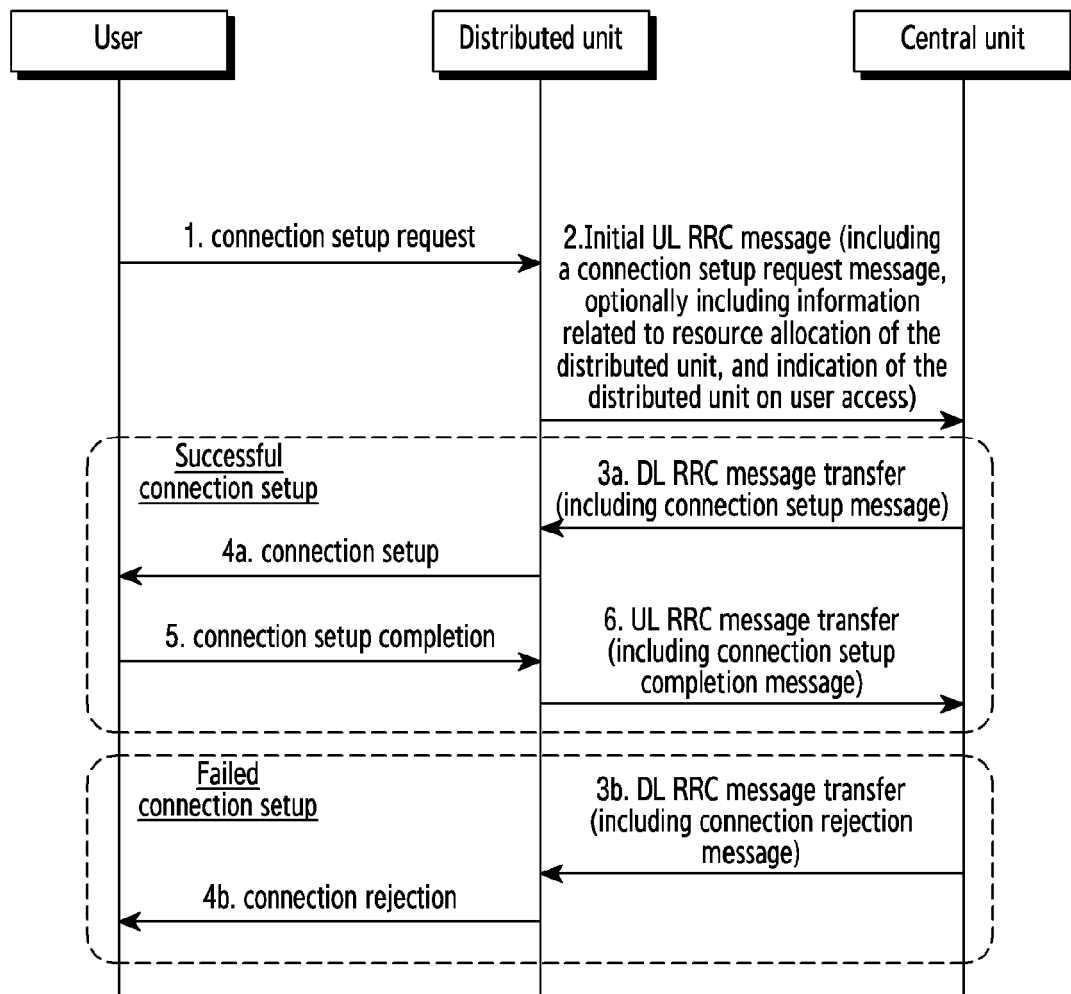 User
Distributed unit
Central unit
1. connection setup request
2.Initial UL RRC message (including
a connection setup request message,
optionally including information
related to resource allocation of the
distributed unit, and indication of the
distributed unit on user access)
Successful
connection setup
3a. DL RRC message transfer
(including connection setup message)
4a. connection setup
5. connection setup completion
6. UL RRC message transfer
(including connection setup
completion message)
Failed
connection setup
3b. DL RRC message transfer
(including connection rejection
message)
4b. connection rejection